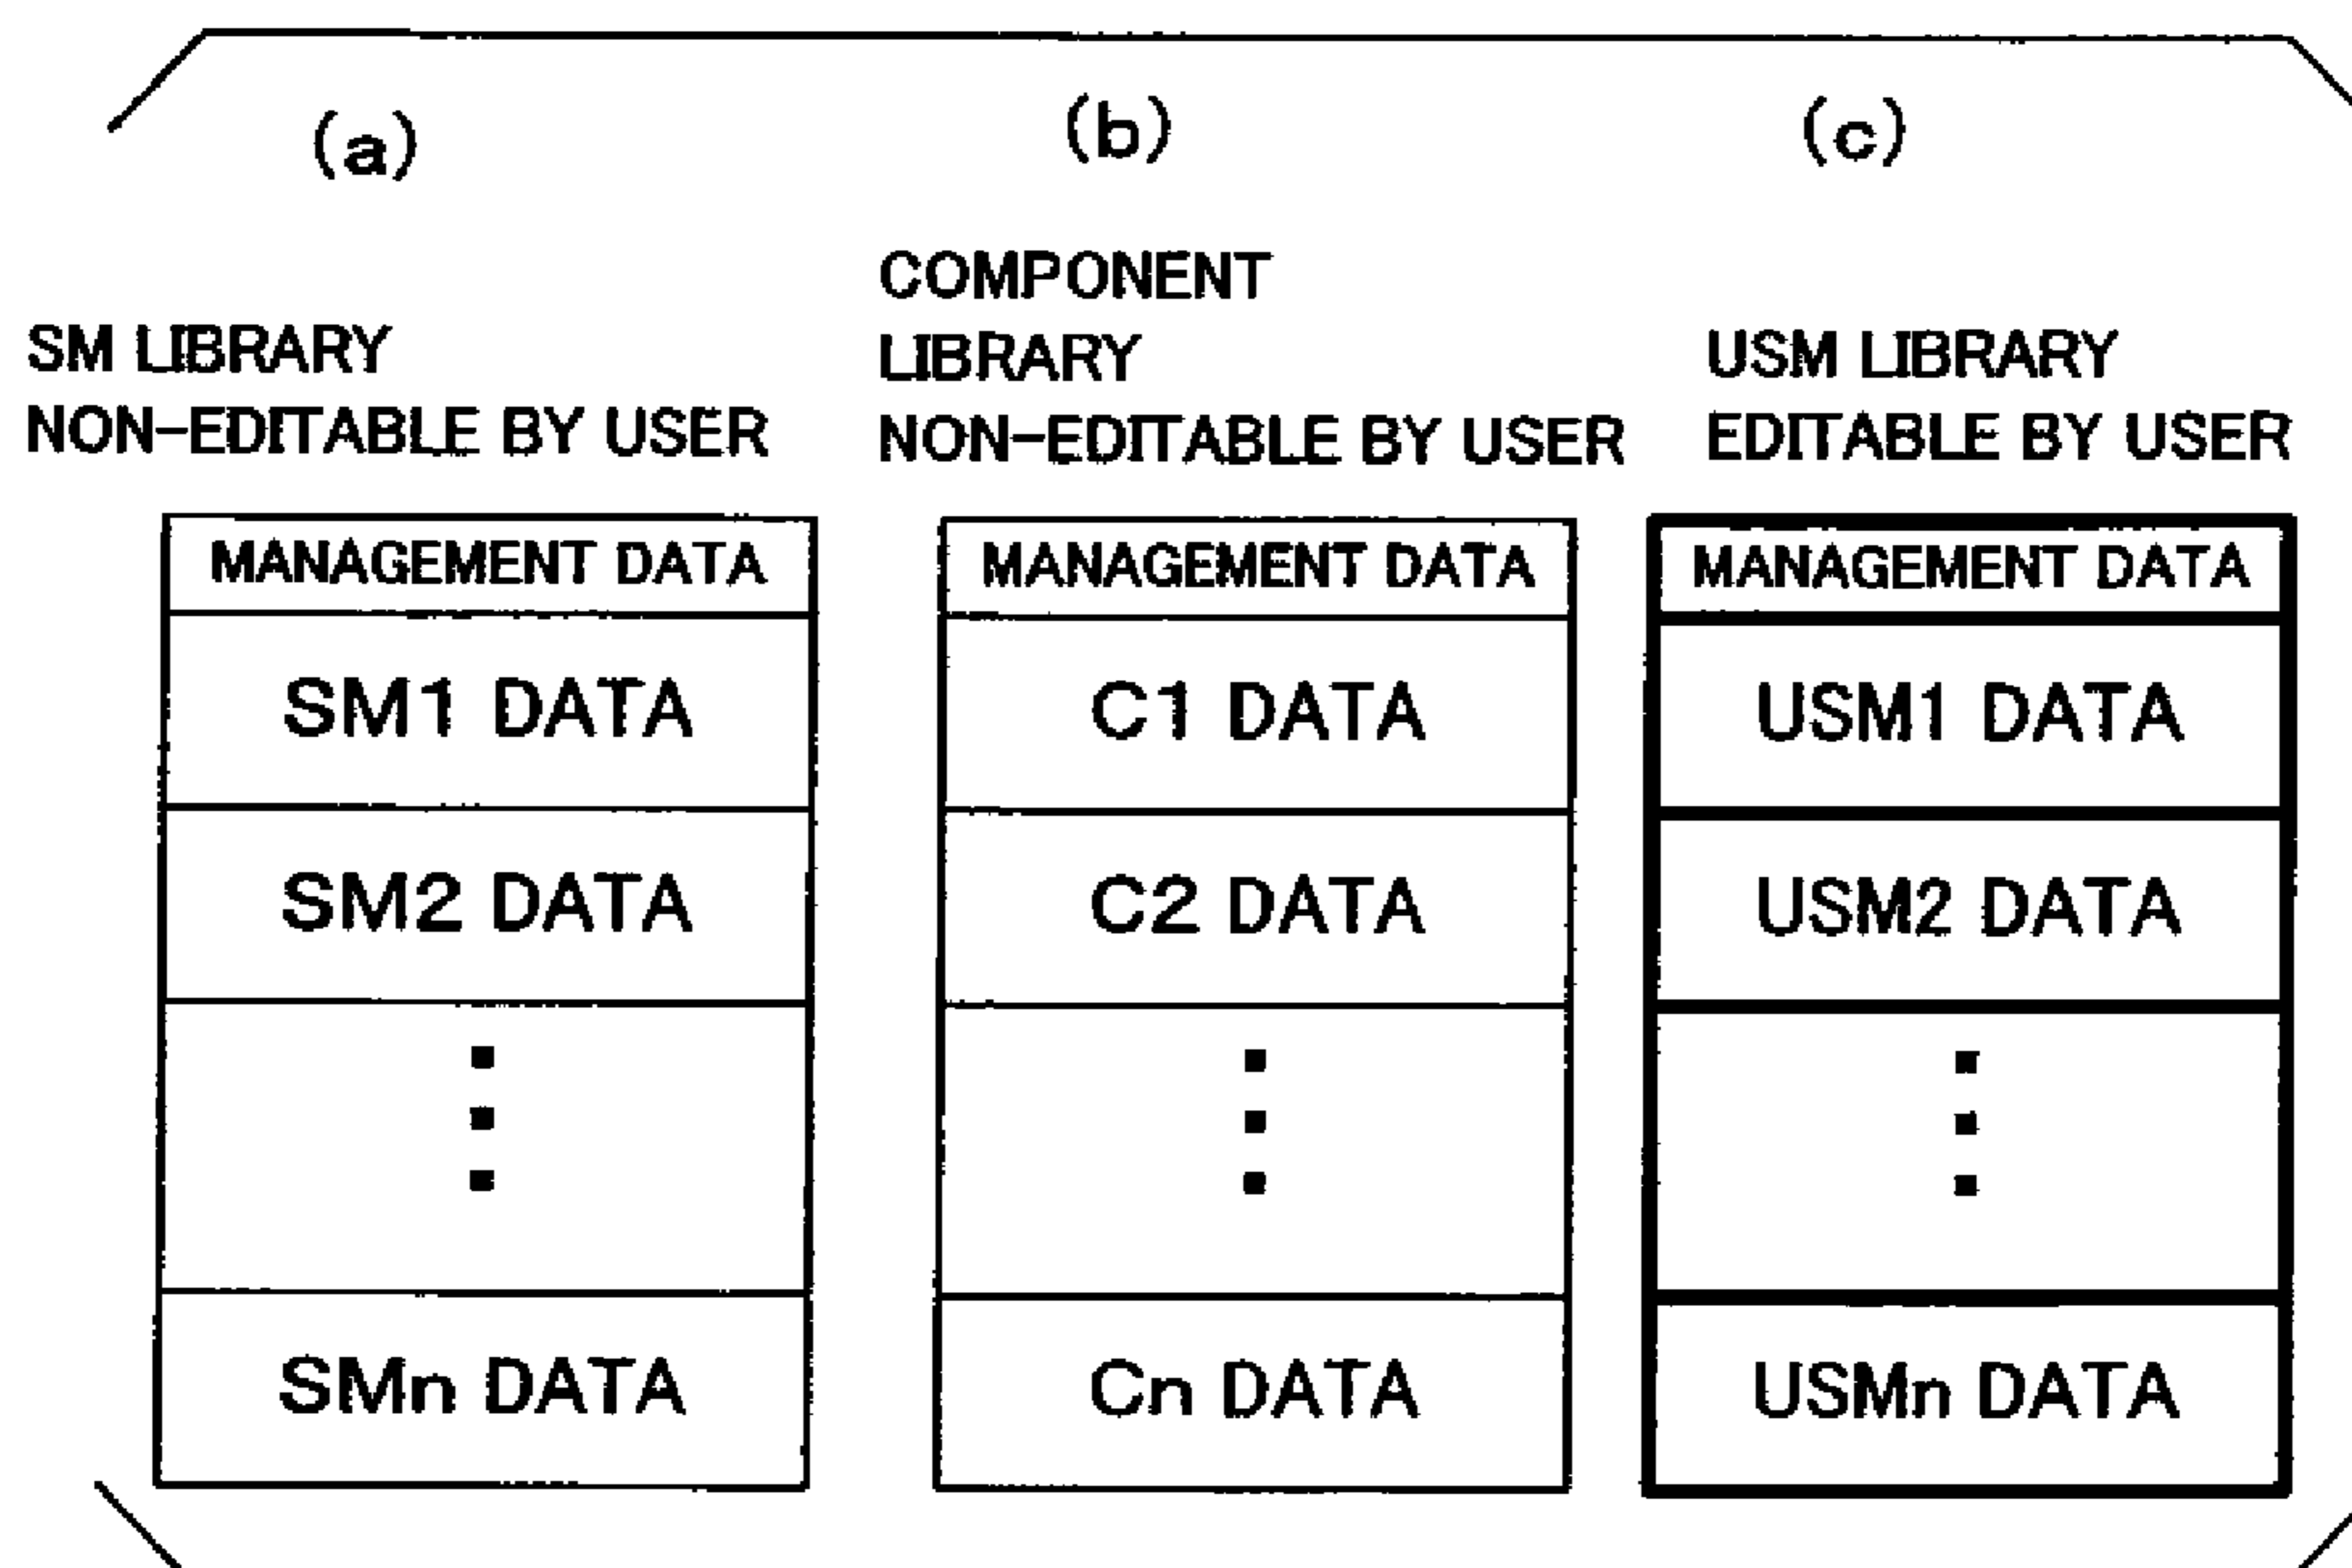 (a)
SM LIBRARY
NON-EDITABLE BY USER
MANAGEMENT DATA
SM1 DATA
SM2 DATA
SMn DATA
(b)
COMPONENT
LIBRARY
NON-EDITABLE BY USER
MANAGEMENT DATA
C1 DATA
C2 DATA
Cn DATA
(c)
USM LIBRARY
EDITABLE BY USER
MANAGEMENT DATA
USM1 DATA
USM2 DATA
USMn DATA